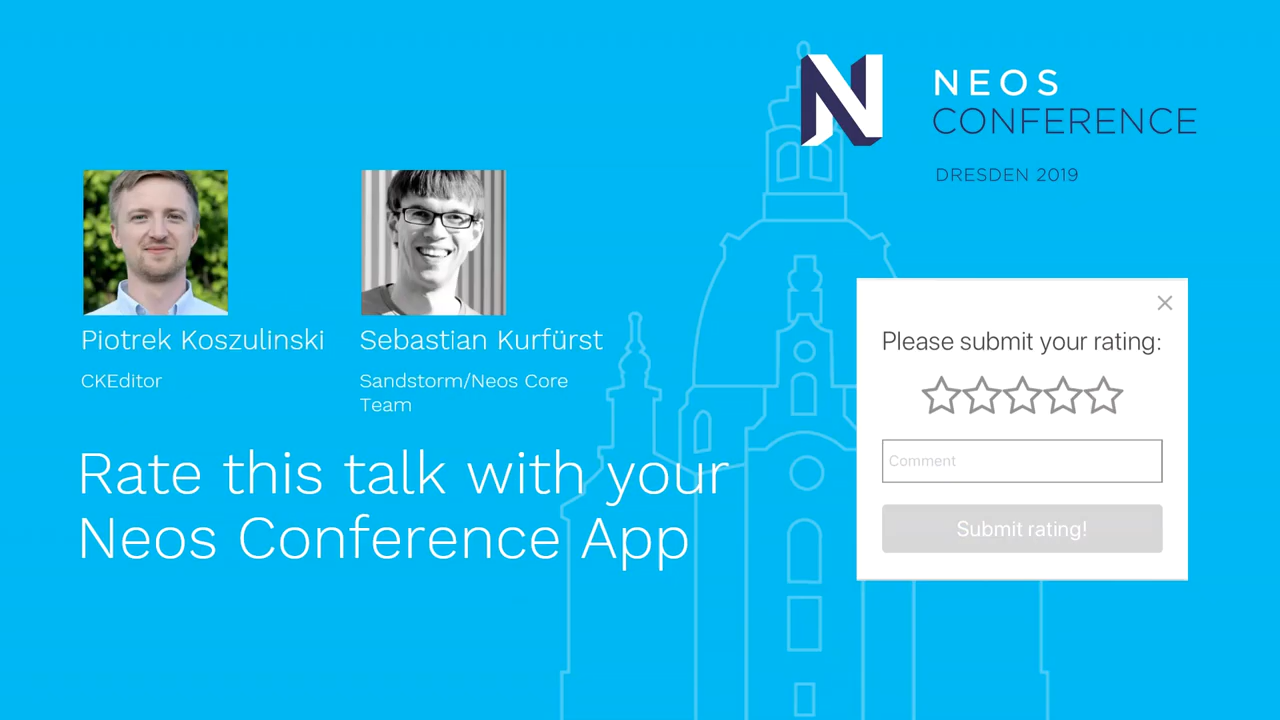 NEOS
CONFERENCE
DRESDEN 2019
Piotrek Koszulinski
CKEditor
Sebastian Kurfürst
Sandstorm/Neos Core
Team
Rate this talk with your
Neos Conference App
Please submit your rating:
Comment
Submit rating!